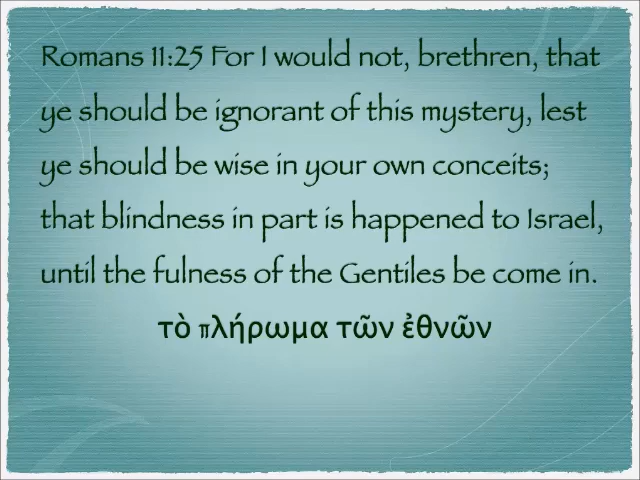 Romans 11:25 For I would not, brethren, that
ye should be ignorant of this mystery, lest
ye should be wise in your own conceits;
that blindness in part is happened to Israel,
until the fulness of the Gentiles be come in.
τὸ πλήρωμα τῶν ἐθνῶν